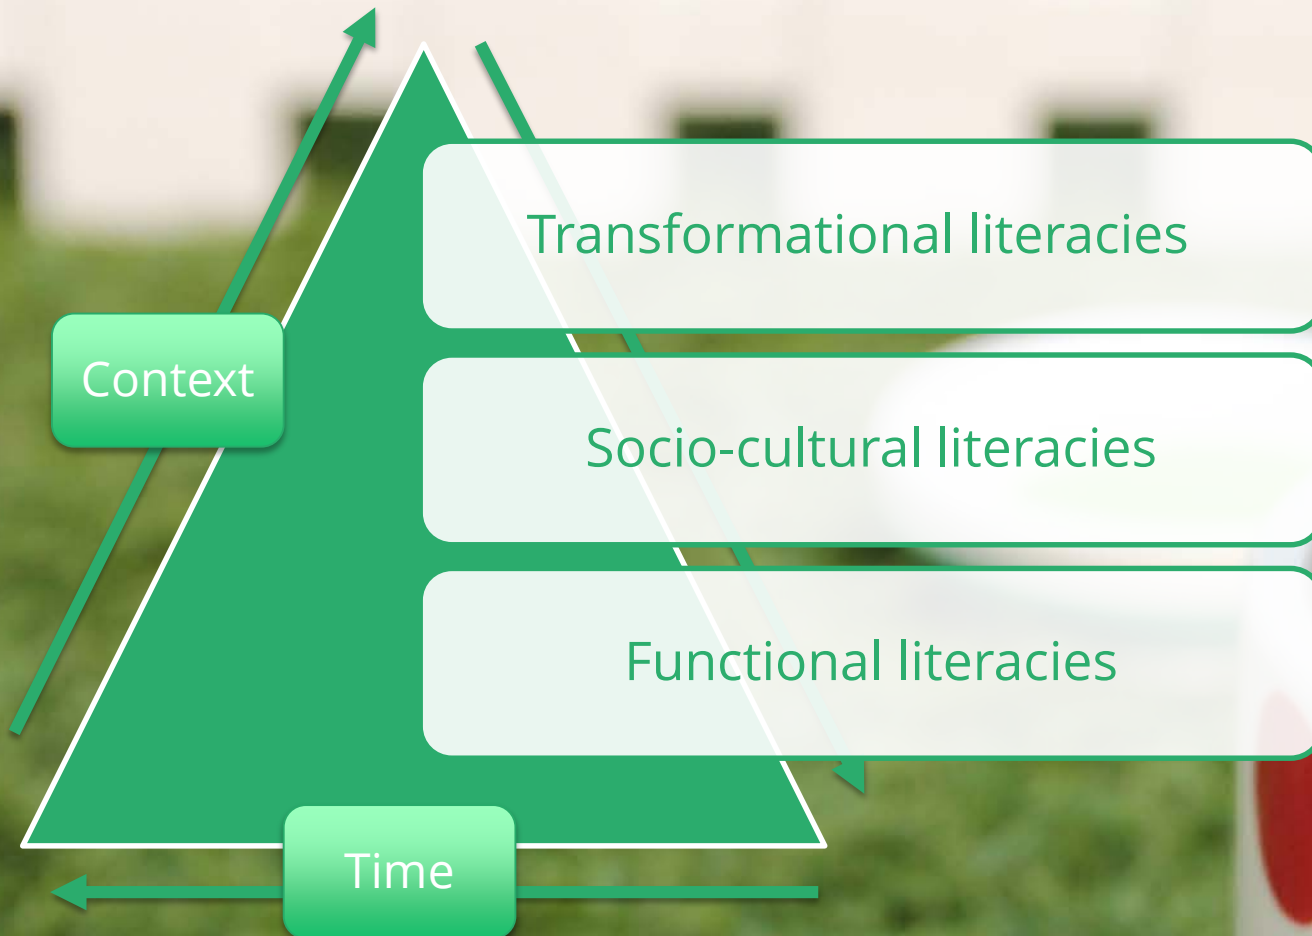 Transformational literacies
Context
Socio-cultural literacies
Functional literacies
Time